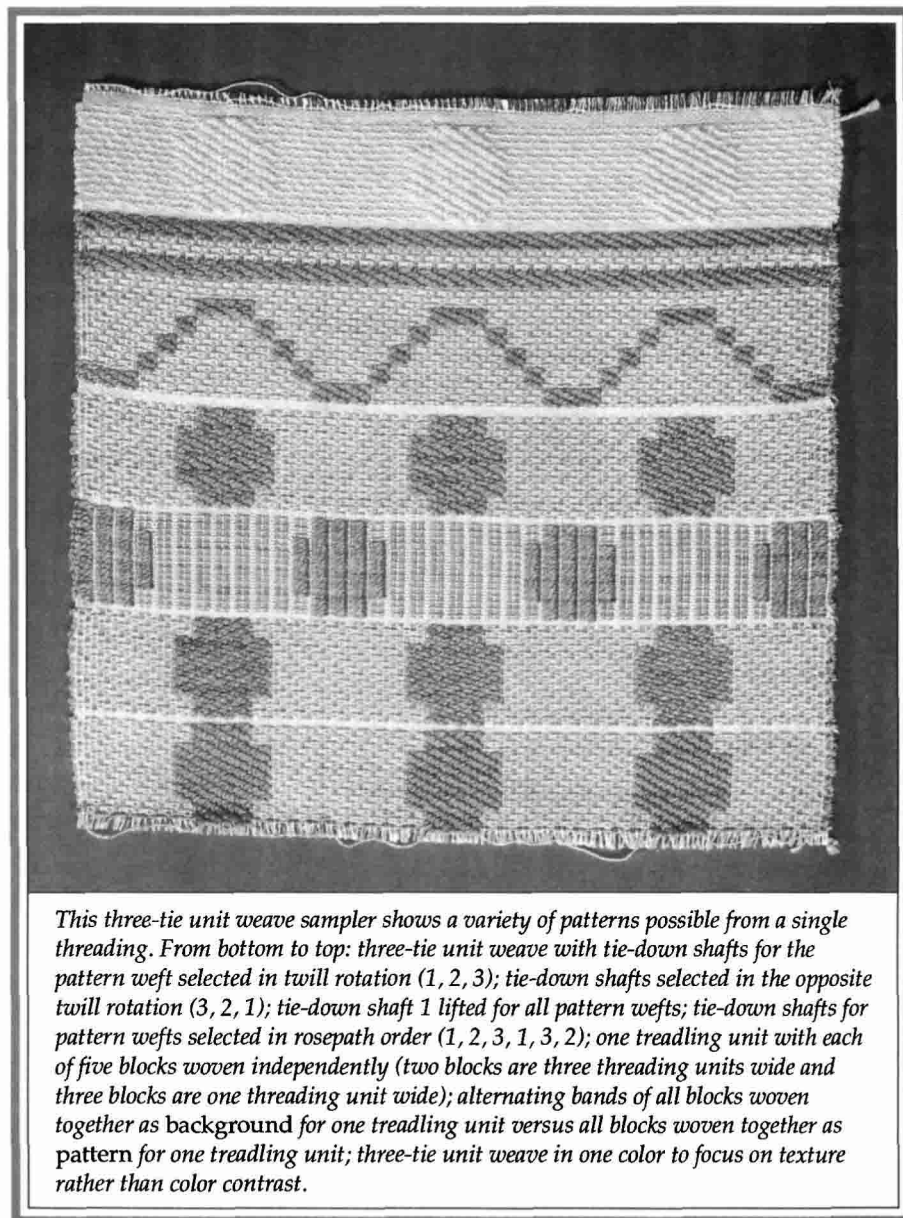 This three-tie unit weave sampler shows a variety of patterns possible from a single
threading. From bottom to top: three-tie unit weave with tie-down shafts for the
pattern weft selected in twill rotation (1, 2, 3); tie-down shafts selected in the opposite
twill rotation (3, 2, 1); tie-down shaft 1 lifted for all pattern wefts; tie-down shafts for
pattern wefts selected in rosepath order (1, 2, 3, 1, 3, 2); one treadling unit with each
of five blocks woven independently (two blocks are three threading units wide and
three blocks are one threading unit wide); alternating bands of all blocks woven
together as background for one treadling unit versus all blocks woven together as
pattern for one treadling unit; three-tie unit weave in one color to focus on texture
rather than color contrast.